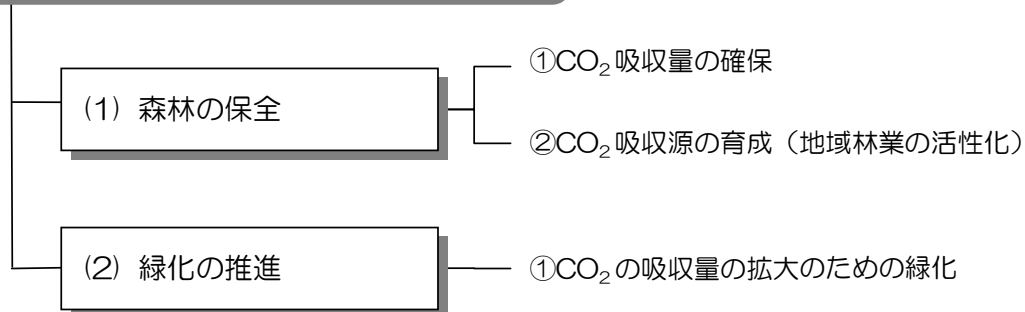 ①CO₂吸収量の確保
(1) 森林の保全
②CO₂吸収源の育成（地域林業の活性化）
(2) 緑化の推進
①CO₂の吸収量の拡大のための緑化